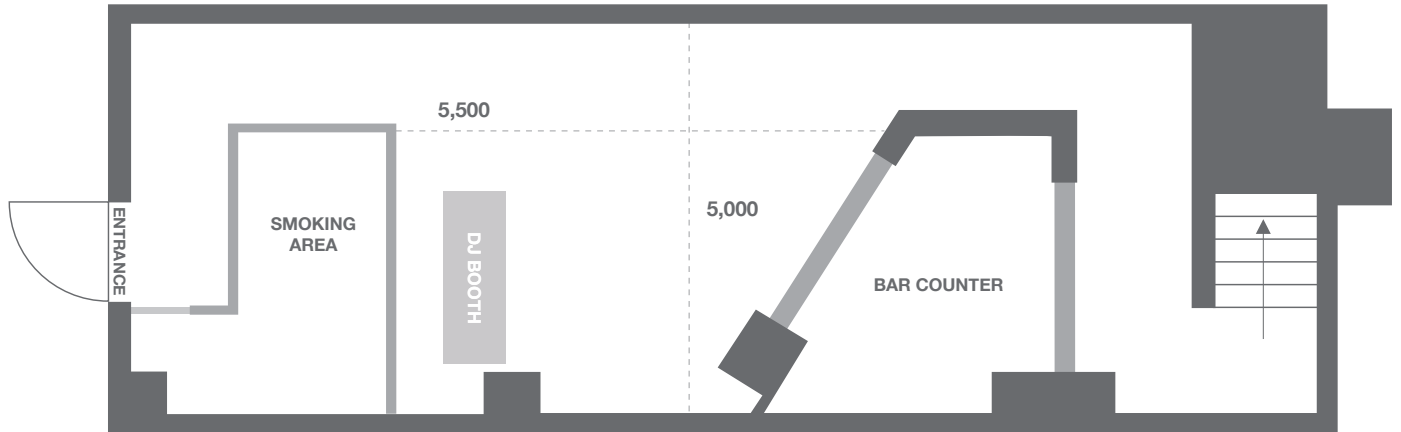 5,500
ENTRANCE
SMOKING
AREA
DJ BOOTH
5,000
BAR COUNTER